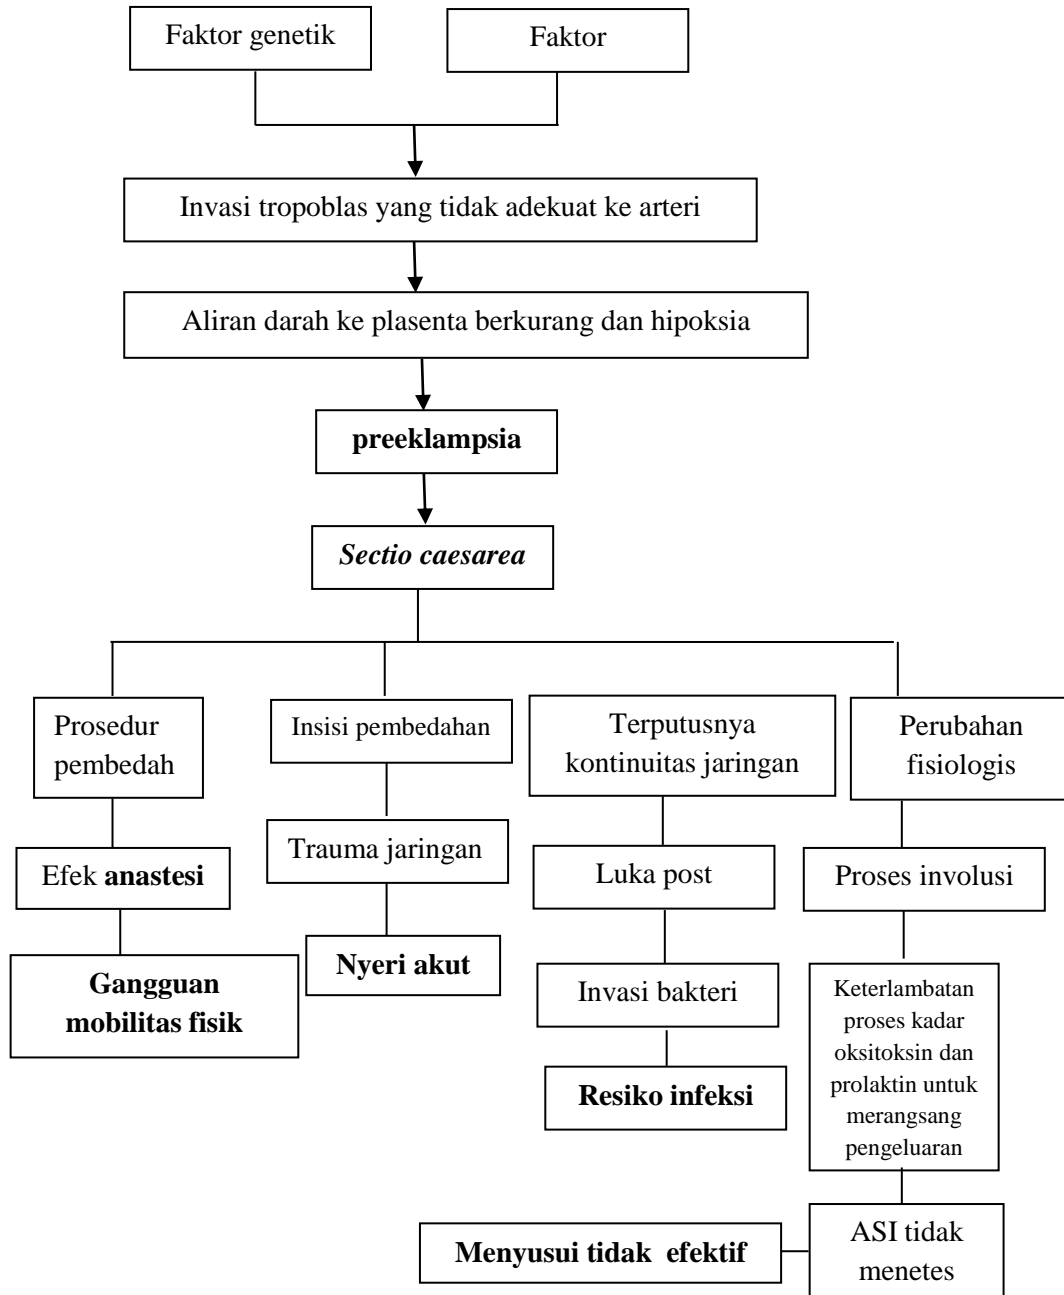 Faktor genetik
Faktor
Invasi tropoblas yang tidak adekuat ke arteri
Aliran darah ke plasenta berkurang dan hipoksia
preeklampsia
Sectio caesarea
Prosedur
pembedah
Insisi pembedahan
Terputusnya
kontinuitas jaringan
Perubahan
fisiologis
Efek anastesi
Trauma jaringan
Luka post
Proses involusi
Gangguan
mobilitas fisik
Nyeri akut
Invasi bakteri
Keterlambatan
proses kadar
oksitoksin dan
prolaktin untuk
merangsang
pengeluaran
Resiko infeksi
Menyusui tidak efektif
ASI tidak
menetes